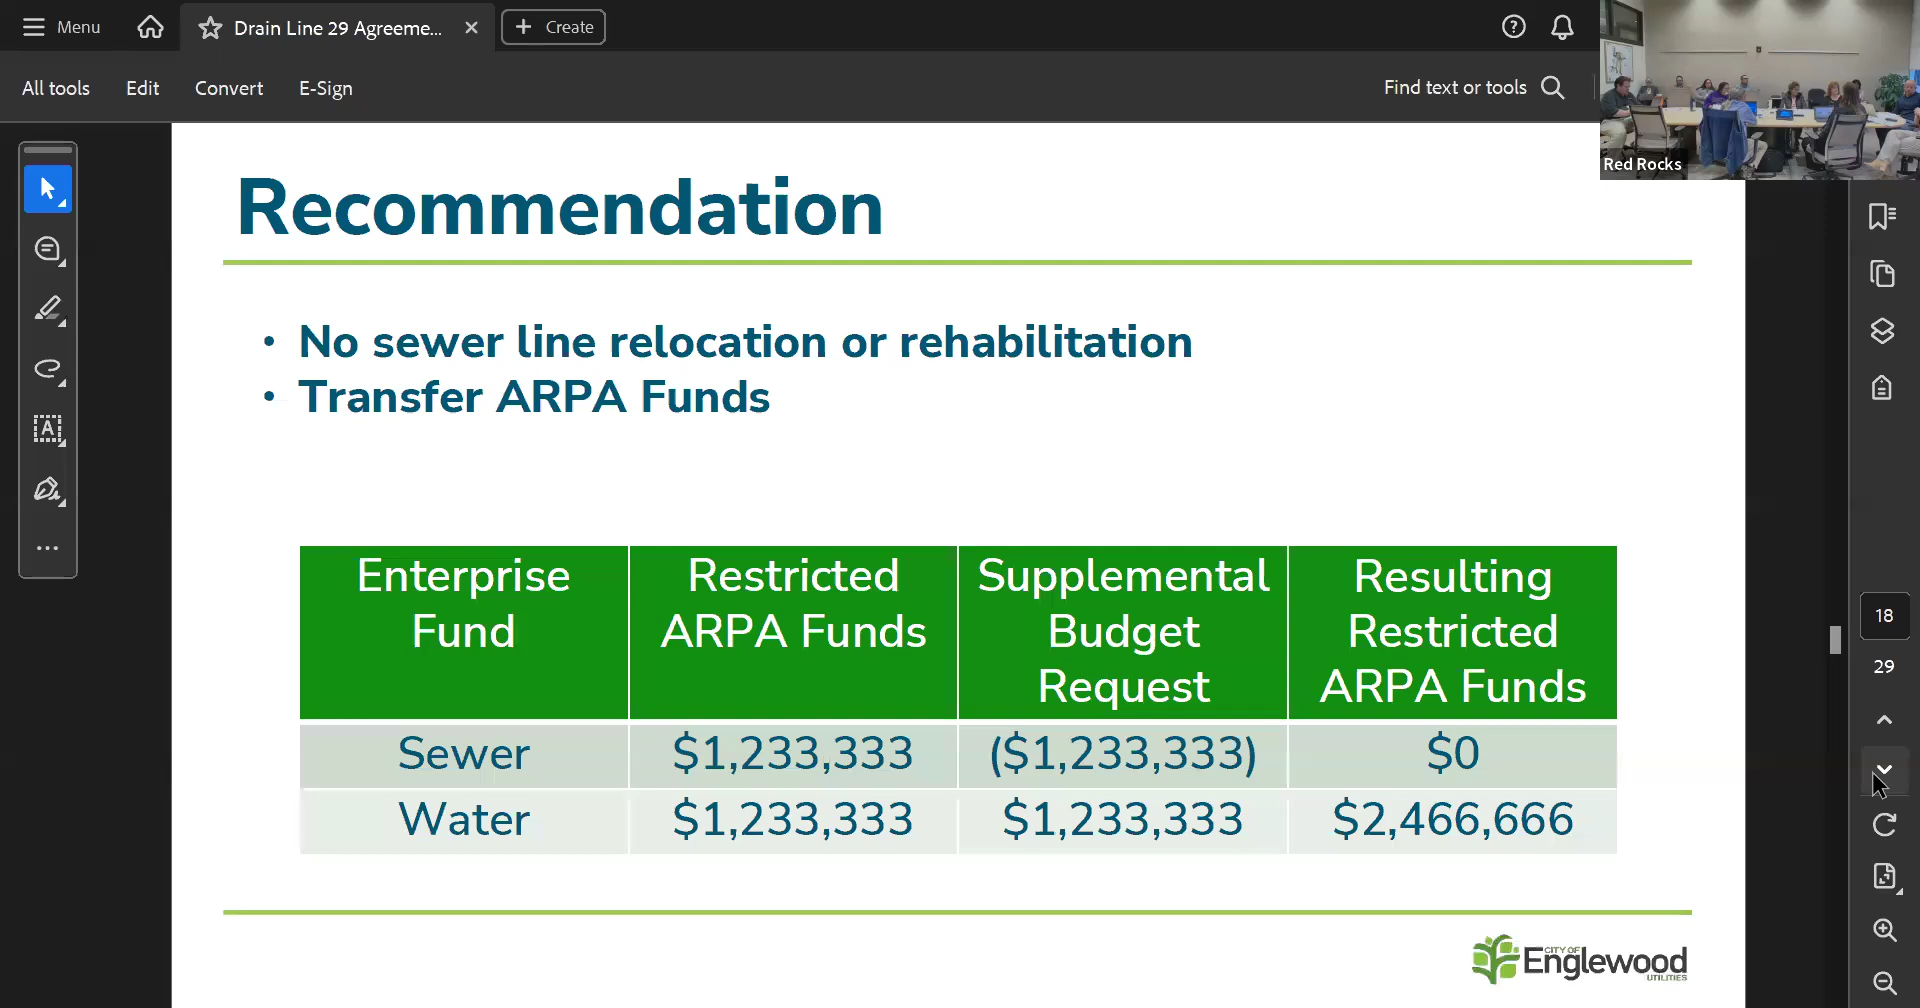 Menu
Drain Line 29 Agreeme...
Create
All tools
Edit
Convert
E-Sign
Find text or tools
Red Rocks
Recommendation
• No sewer line relocation or rehabilitation
• Transfer ARPA Funds
Enterprise Fund
Restricted ARPA Funds
Supplemental Budget Request
Resulting Restricted ARPA Funds
Sewer $1,233,333 ($1,233,333) $0
Water $1,233,333 $1,233,333 $2,466,666
18
29
CITY OF
Englewood
UTILITIES